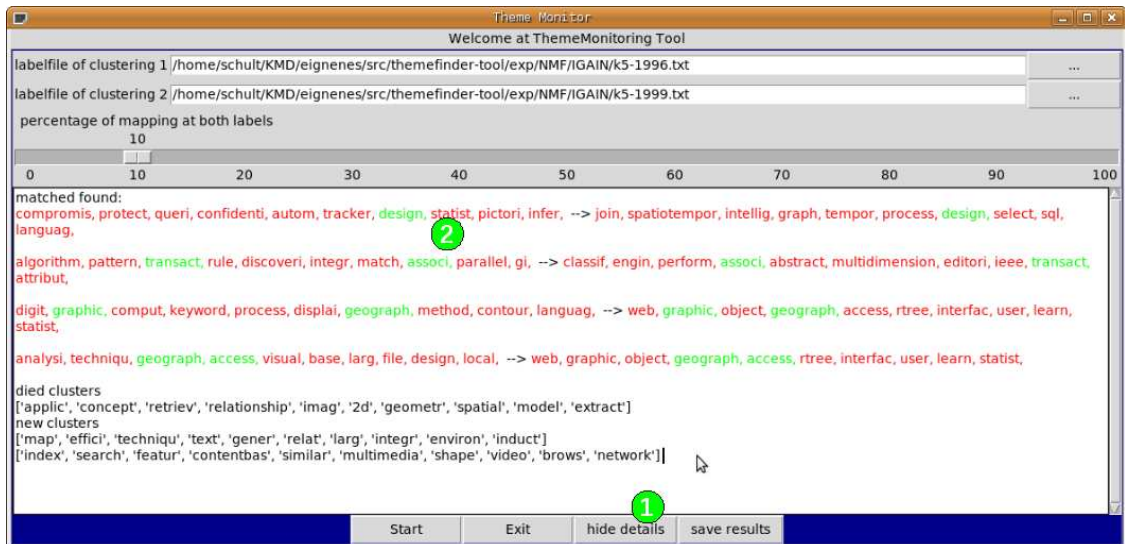 Theme Monitor
Welcome at ThemeMonitoring Tool
labelfile of clustering 1 /home/schult/KMD/eignenes/src/themefinder-tool/exp/NMF/IGAIN/k5-1996.txt ...
labelfile of clustering 2 /home/schult/KMD/eignenes/src/themefinder-tool/exp/NMF/IGAIN/k5-1999.txt ...
percentage of mapping at both labels
10
0 10 20 30 40 50 60 70 80 90 100
matched found:
compromis, protect, queri, confidenti, autom, tracker, design, statist, pictori, infer, --> join, spatiotempor, intellig, graph, tempor, process, design, select, sql,
languag,
2
algorithm, pattern, transact, rule, discoveri, integr, match, associ, parallel, gi, --> classif, engin, perform, associ, abstract, multidimension, editori, ieee, transact,
attribut,
digit, graphic, comput, keyword, process, displai, geograph, method, contour, languag, --> web, graphic, object, geograph, access, rtree, interfac, user, learn,
statist,
analysi, techniqu, geograph, access, visual, base, larg, file, design, local, --> web, graphic, object, geograph, access, rtree, interfac, user, learn, statist,
died clusters
['applic', 'concept', 'retriev', 'relationship', 'imag', '2d', 'geometr', 'spatial', 'model', 'extract']
new clusters
['map', 'effici', 'techniqu', 'text', 'gener', 'relat', 'larg', 'integr', 'environ', 'induct']
['index', 'search', 'featur', 'contentbas', 'similar', 'multimedia', 'shape', 'video', 'brows', 'network']
1
Start Exit hide details save results